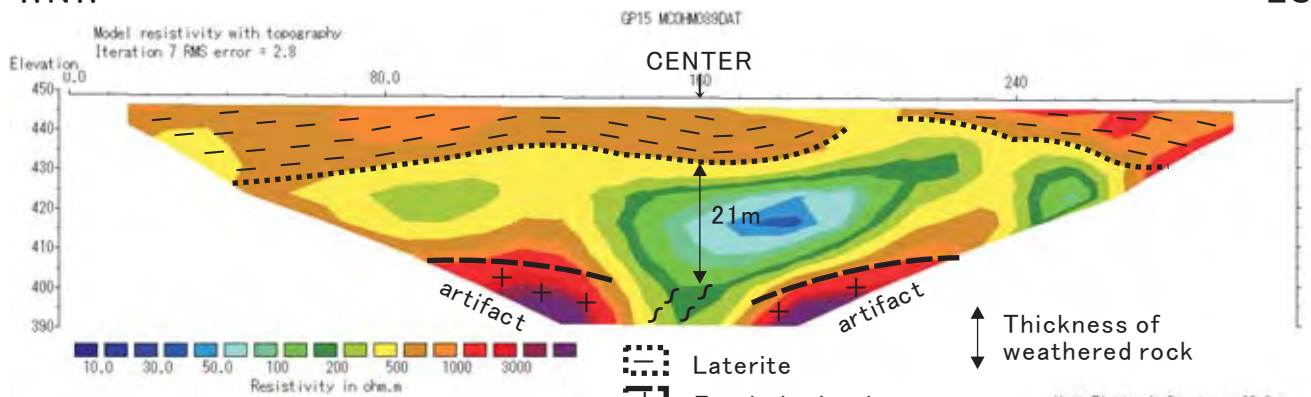 GP15 MCOHM089DAT
Model resistivity with topography
Iteration 7 RMS error = 2.8
CENTER
Elevation
0.0 80.0 160 240
450
440
430
420
410
400
390
21m
artifact
artifact
10.0 30.0 50.0 100 200 500 1000 3000
Resistivity in ohm.m
Laterite
Thickness of
weathered rock